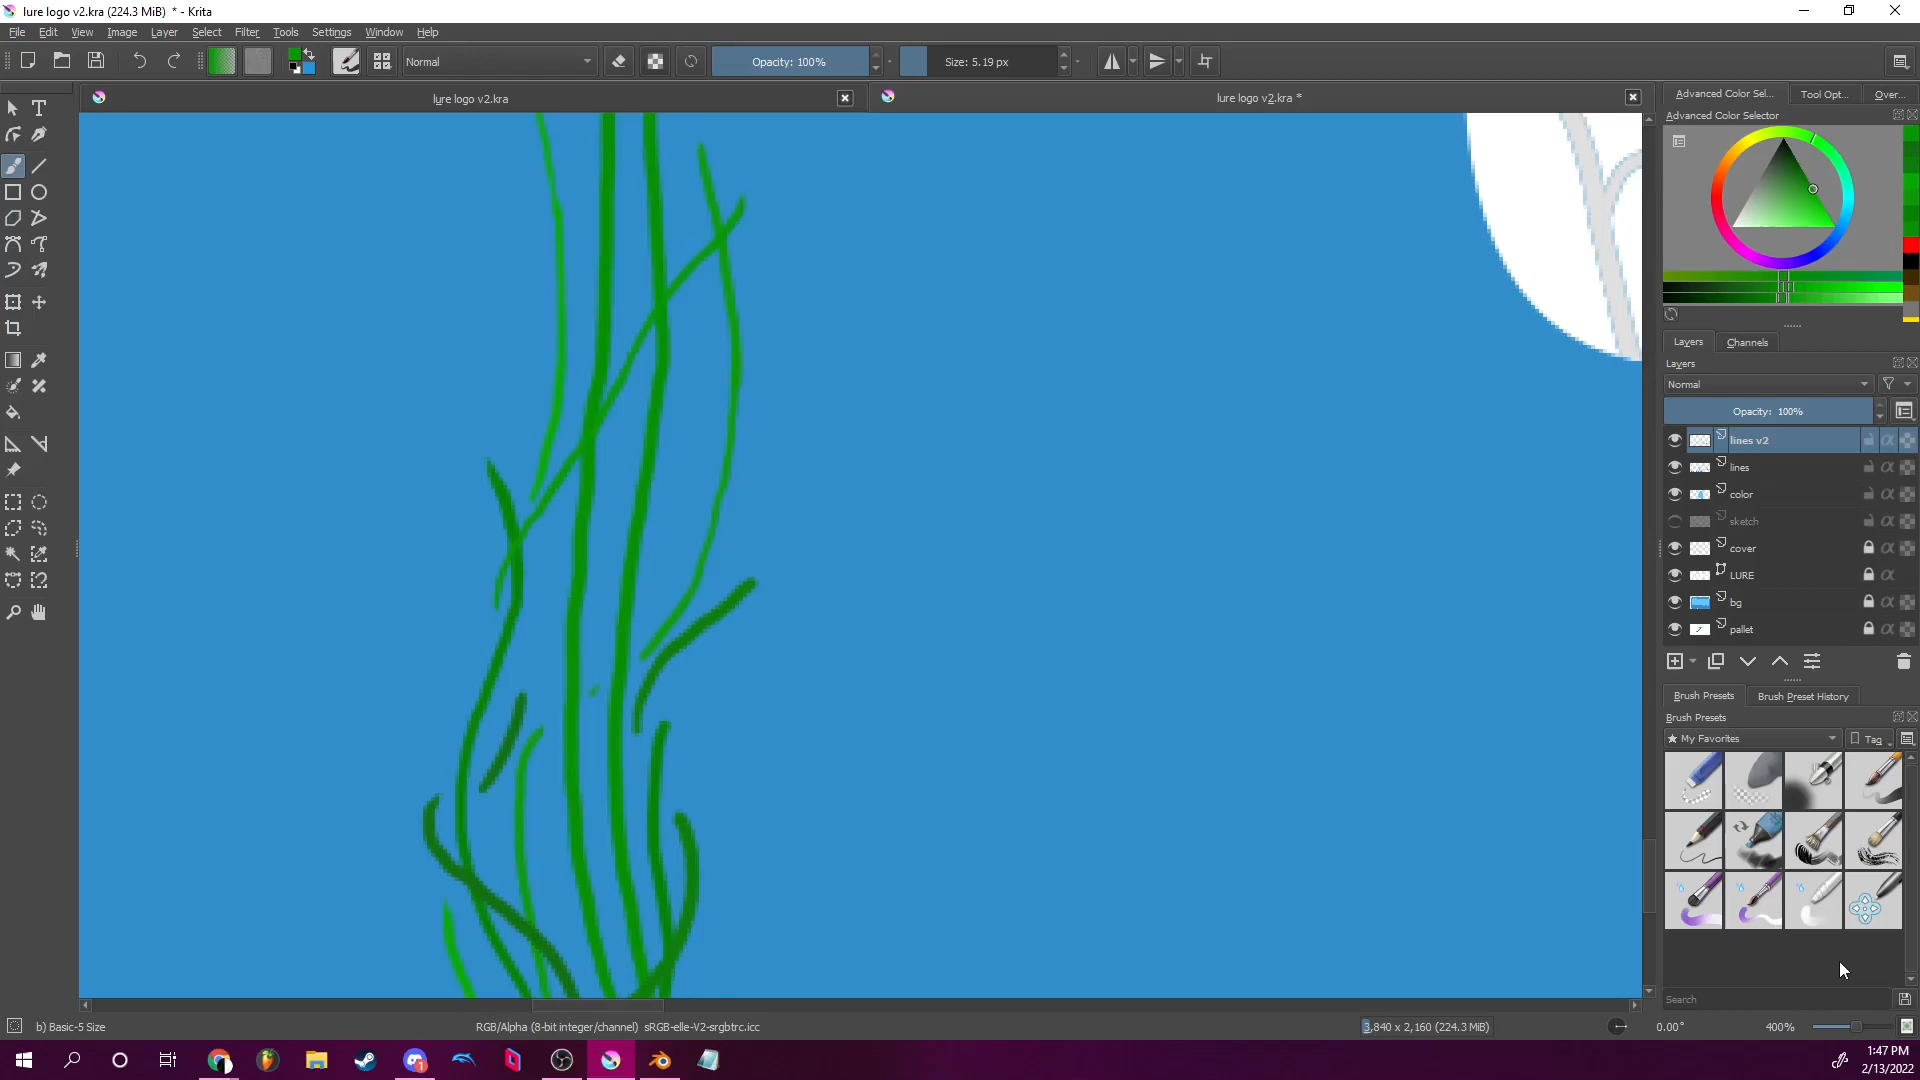 lure logo v2.kra (224.3 MiB) * - Krita
File Edit View Image Layer Select Filter Tools Settings Window Help
Normal Opacity: 100% Size: 5.19 px
lure logo v2.kra lure logo v2.kra *
Advanced Color Sel... Tool Opt... Over...
Advanced Color Selector
Layers Channels
Layers
Normal
Opacity: 100%
lines v2
lines
color
sketch
cover
LURE
bg
pallet
Brush Presets Brush Preset History
Brush Presets
My Favorites Tag
Search
b) Basic-5 Size RGB/Alpha (8-bit integer/channel) sRGB-elle-V2-srgbtrc.icc 3,840 x 2,160 (224.3 MiB) 0.00° 400%
1:47 PM
2/13/2022